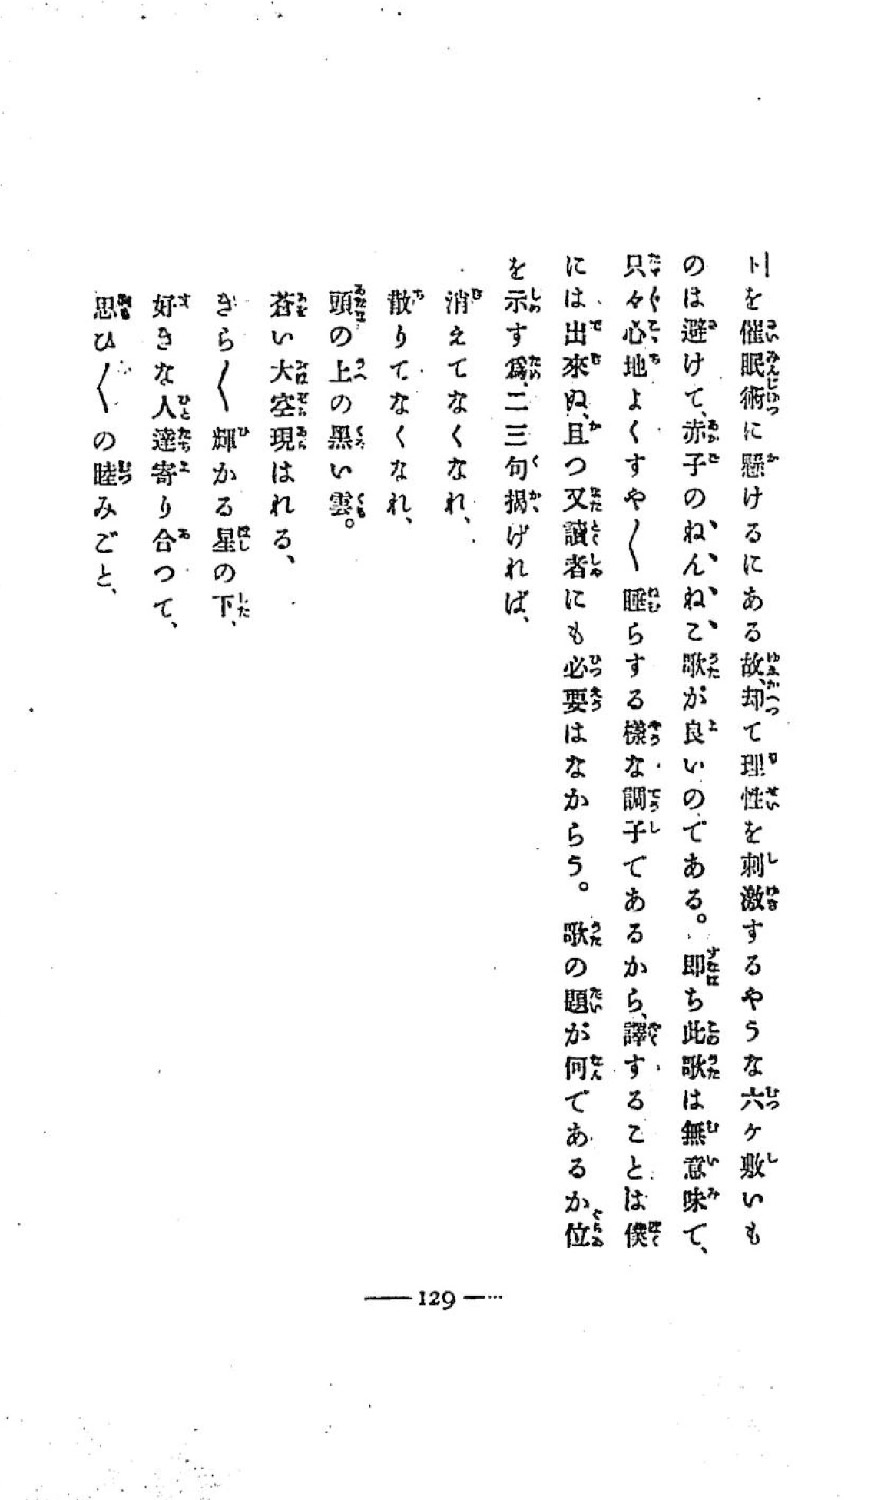 トを催眠術に懸けるにある故、却て理性を刺激するやうな六ヶ敷いも
のは避けて、赤子のねんねこ歌が良いのである。即ち此歌は無意味で、
只々心地よくすや〱睡らする樣な調子であるから、譯することは僕
には出來ぬ、且つ又讀者にも必要はなからう。歌の題が何であるか位
を示す爲、二三句揭げれば、
消えてなくなれ、
散りてなくなれ、
頭の上の黑い雲。
蒼い大空現はれる、
きら〱輝かる星の下、
好きな人達寄り合つて、
思ひ〱の睦みごと、
129